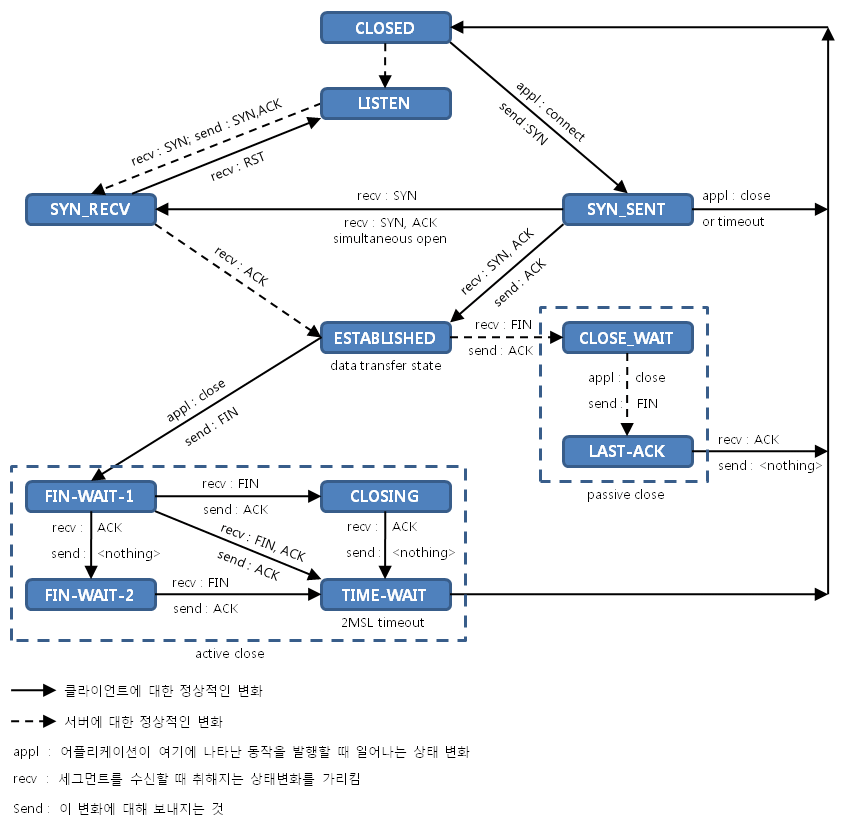 CLOSED
LISTEN
appl : connect
send :SYN
recv : SYN; send : SYN,ACK
recv : RST
SYN_RECV
recv : SYN
recv : SYN, ACK
simultaneous open
SYN_SENT
appl : close
or timeout
recv : ACK
recv : SYN, ACK
send : ACK
ESTABLISHED
data transfer state
recv : FIN
send : ACK
CLOSE_WAIT
appl : close
send : FIN
LAST-ACK
recv : ACK
send : <nothing>
passive close
appl : close
send : FIN
FIN-WAIT-1
recv : FIN
send : ACK
CLOSING
recv : ACK
send : <nothing>
recv : FIN, ACK
send : ACK
recv : ACK
send : <nothing>
FIN-WAIT-2
recv : FIN
send : ACK
TIME-WAIT
2MSL timeout
active close
클라이언트에 대한 정상적인 변화
서버에 대한 정상적인 변화
appl : 어플리케이션이 여기에 나타난 동작을 발행할 때 일어나는 상태 변화
recv : 세그먼트를 수신할 때 취해지는 상태변화를 가리킴
Send : 이 변화에 대해 보내지는 것